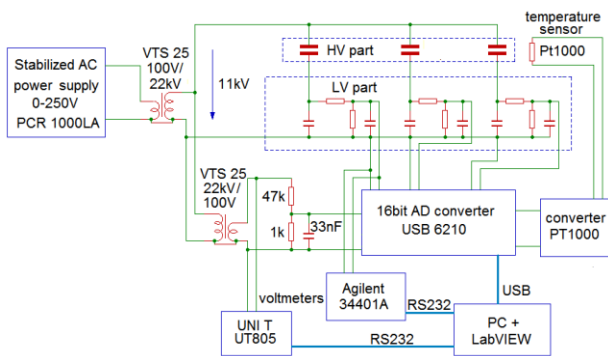 Stabilized AC
power supply
0-250V
PCR 1000LA
VTS 25
100V/
22kV
11kV
HV part
LV part
temperature
sensor
Pt1000
VTS 25
22kV/
100V
47k
1k
33nF
16bit AD converter
USB 6210
converter
PT1000
voltmeters
Agilent
34401A
RS232
USB
UNI T
UT805
RS232
PC +
LabVIEW